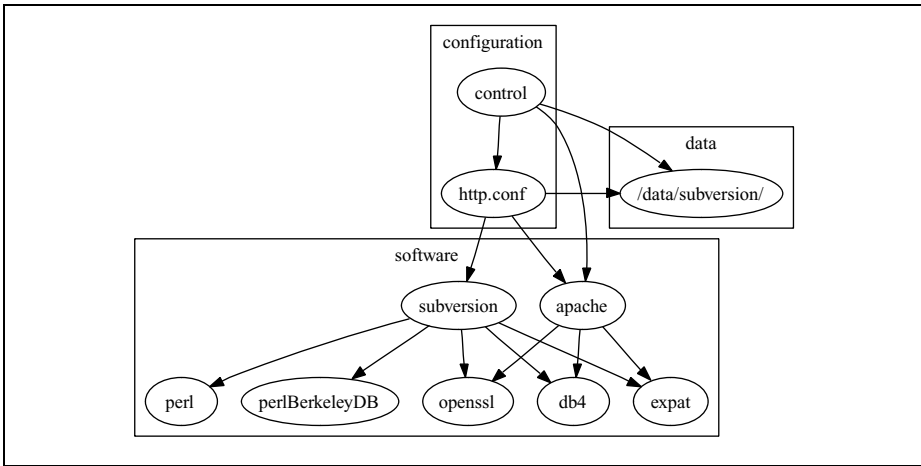 configuration
control
data
http.conf
/data/subversion/
software
subversion
apache
perl
perlBerkeleyDB
openssl
db4
expat